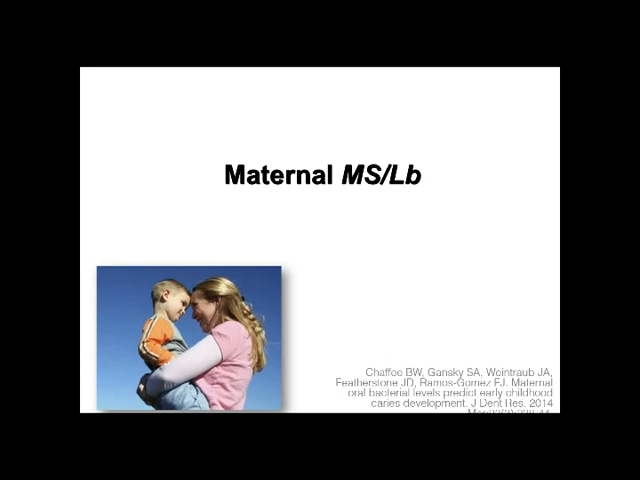 Maternal MS/Lb
Chaffee BW, Gansky SA, Weintraub JA,
Featherstone JD, Ramos-Gomez FJ. Maternal
oral bacterial levels predict early childhood
caries development. J Dent Res. 2014